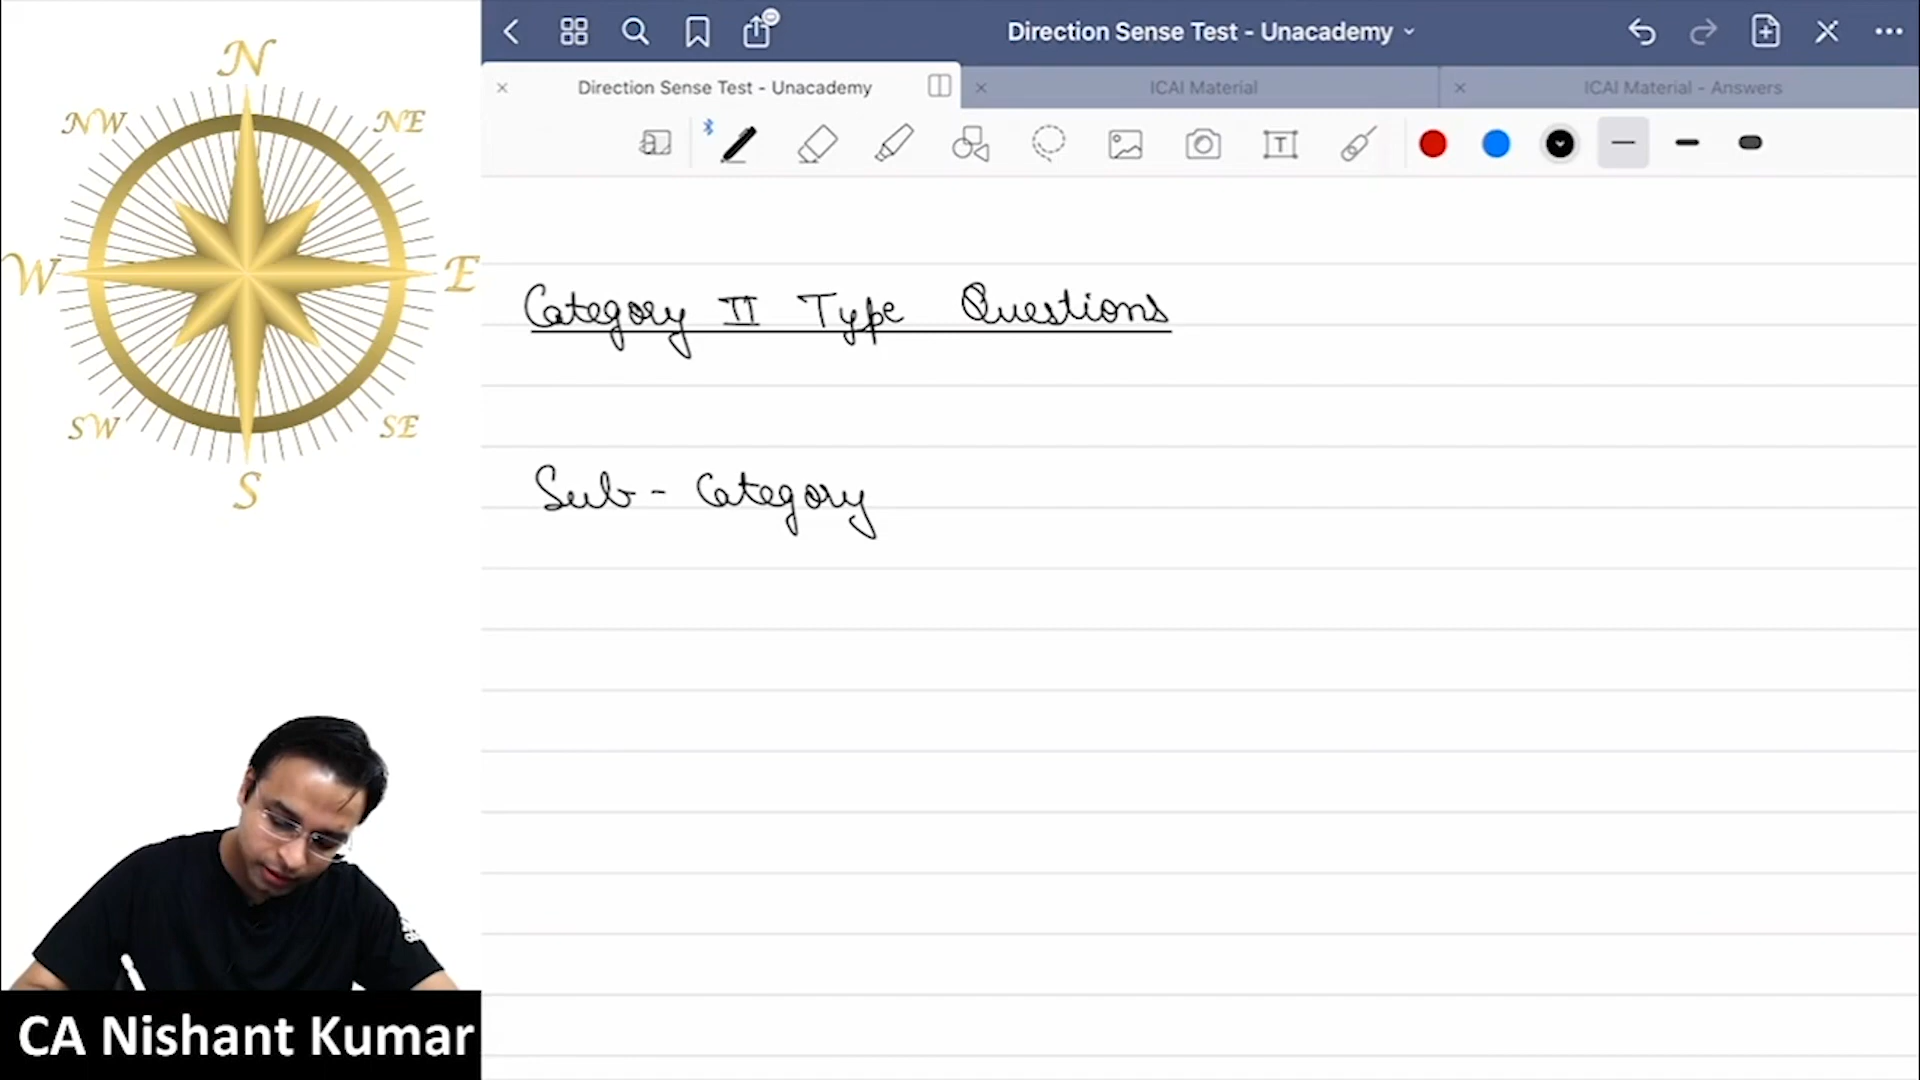 N
NW NE
W E
SW SE
S
CA Nishant Kumar
Direction Sense Test - Unacademy
Direction Sense Test - Unacademy ICAI Material ICAI Material - Answers
T
Category II Type Questions
Sub - Category